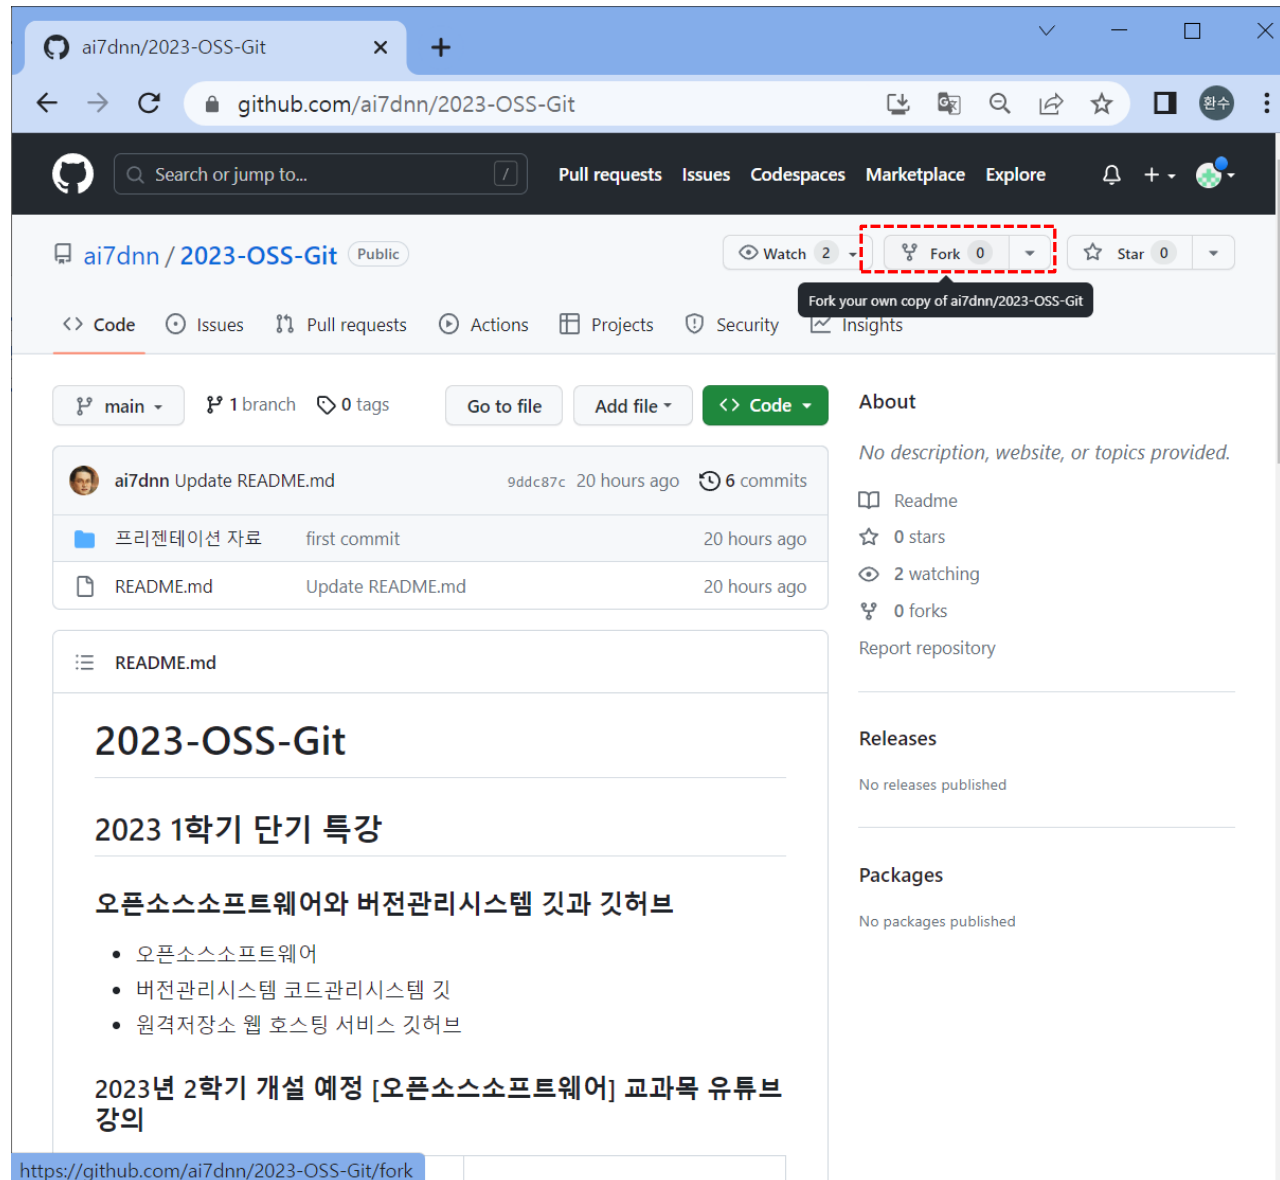 ai7dnn/2023-OSS-Git
github.com/ai7dnn/2023-OSS-Git
환수
Search or jump to...
/
Pull requests Issues Codespaces Marketplace Explore
ai7dnn / 2023-OSS-Git Public
Watch 2
Fork 0
Star 0
Fork your own copy of ai7dnn/2023-OSS-Git
Code Issues Pull requests Actions Projects Security Insights
main 1 branch 0 tags Go to file Add file Code
ai7dnn Update README.md 9ddc87c 20 hours ago 6 commits
프리젠테이션 자료 first commit 20 hours ago
README.md Update README.md 20 hours ago
README.md
2023-OSS-Git
2023 1학기 단기 특강
오픈소스소프트웨어와 버전관리시스템 깃과 깃허브
오픈소스소프트웨어
버전관리시스템 코드관리시스템 깃
원격저장소 웹 호스팅 서비스 깃허브
2023년 2학기 개설 예정 [오픈소스소프트웨어] 교과목 유튜브
강의
About
No description, website, or topics provided.
Readme
0 stars
2 watching
0 forks
Report repository
Releases
No releases published
Packages
No packages published
https://github.com/ai7dnn/2023-OSS-Git/fork